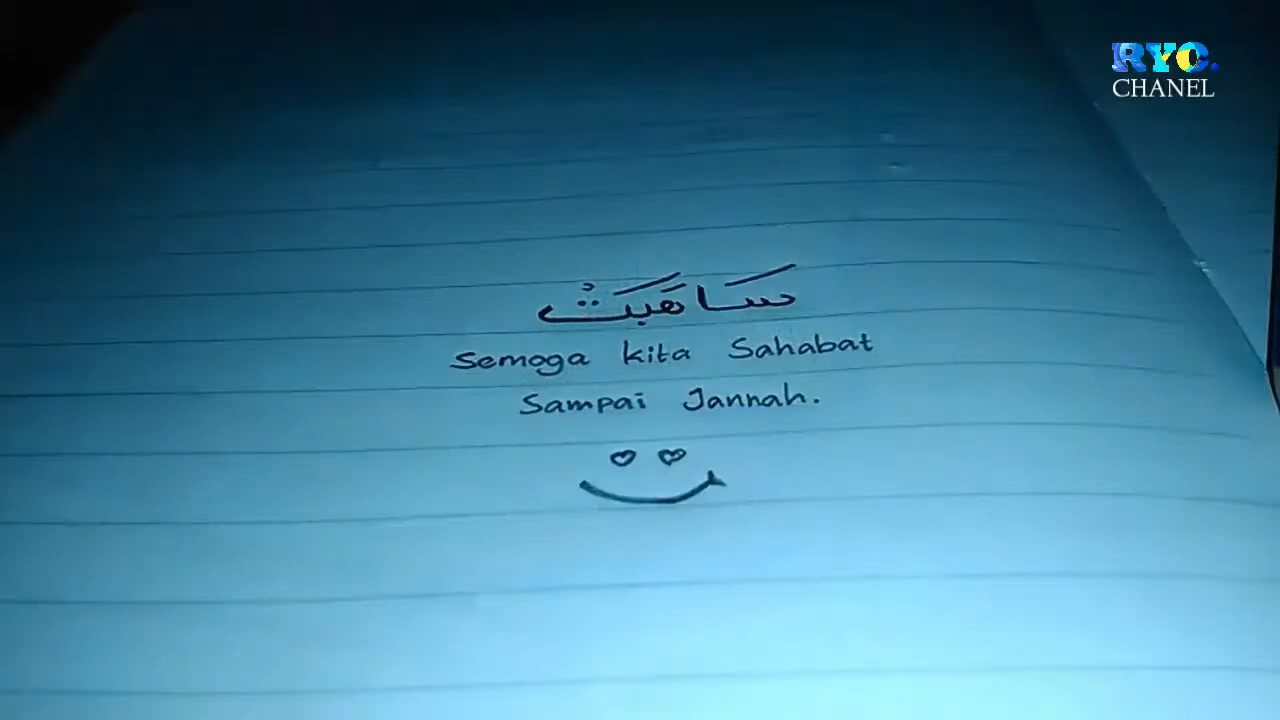 RYC.
CHANEL
سَاهَبَتْ
Semoga kita Sahabat
Sampai Jannah.